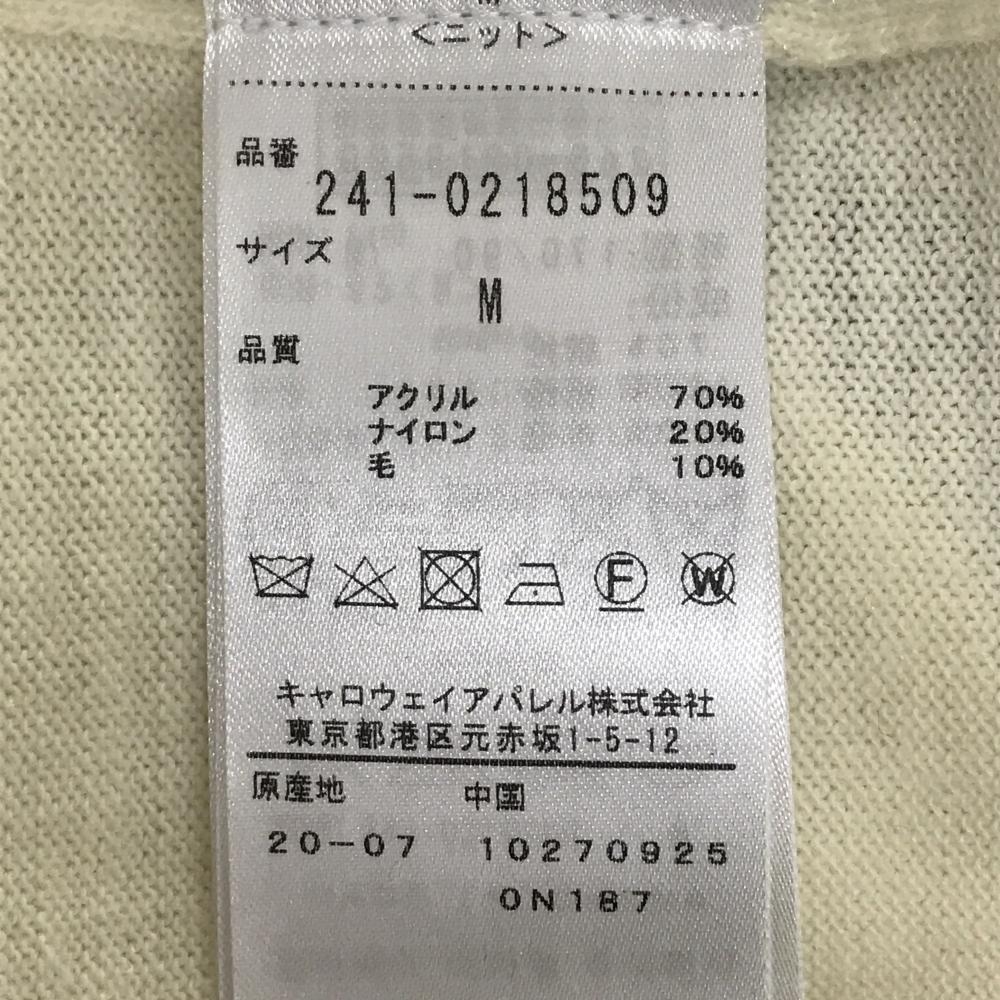 <ニット>
品番
241-0218509
サイズ
M
品質
アクリル 70%
ナイロン 20%
毛 10%
F W
キャロウェイアパレル株式会社
東京都港区元赤坂1-5-12
原産地 中国
20-07 10270925
0N187